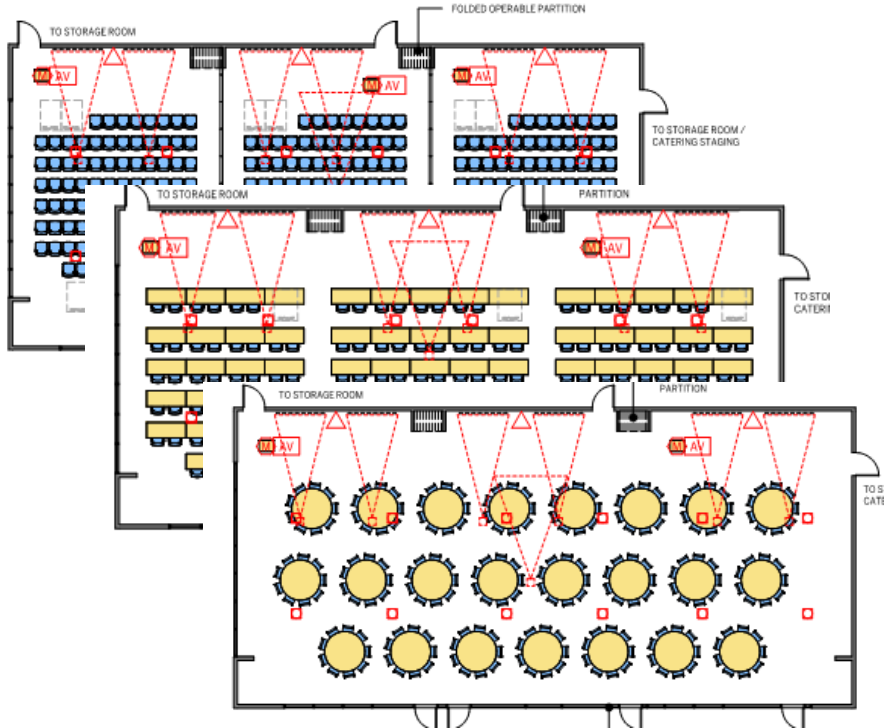 FOLDED OPERABLE PARTITION
TO STORAGE ROOM
M AV
M AV
M AV
TO STORAGE ROOM /
CATERING STAGING
TO STORAGE ROOM
PARTITION
M AV
M AV
M AV
TO STO
CATERI
TO STORAGE ROOM
PARTITION
M AV
M AV
TO S
CATE